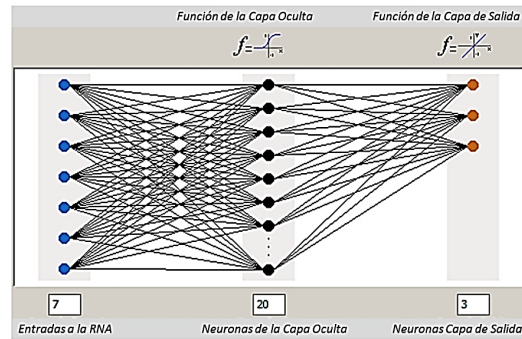 Función de la Capa Oculta Función de la Capa de Salida
f= f=
7 20 3
Entradas a la RNA Neuronas de la Capa Oculta Neuronas Capa de Salida